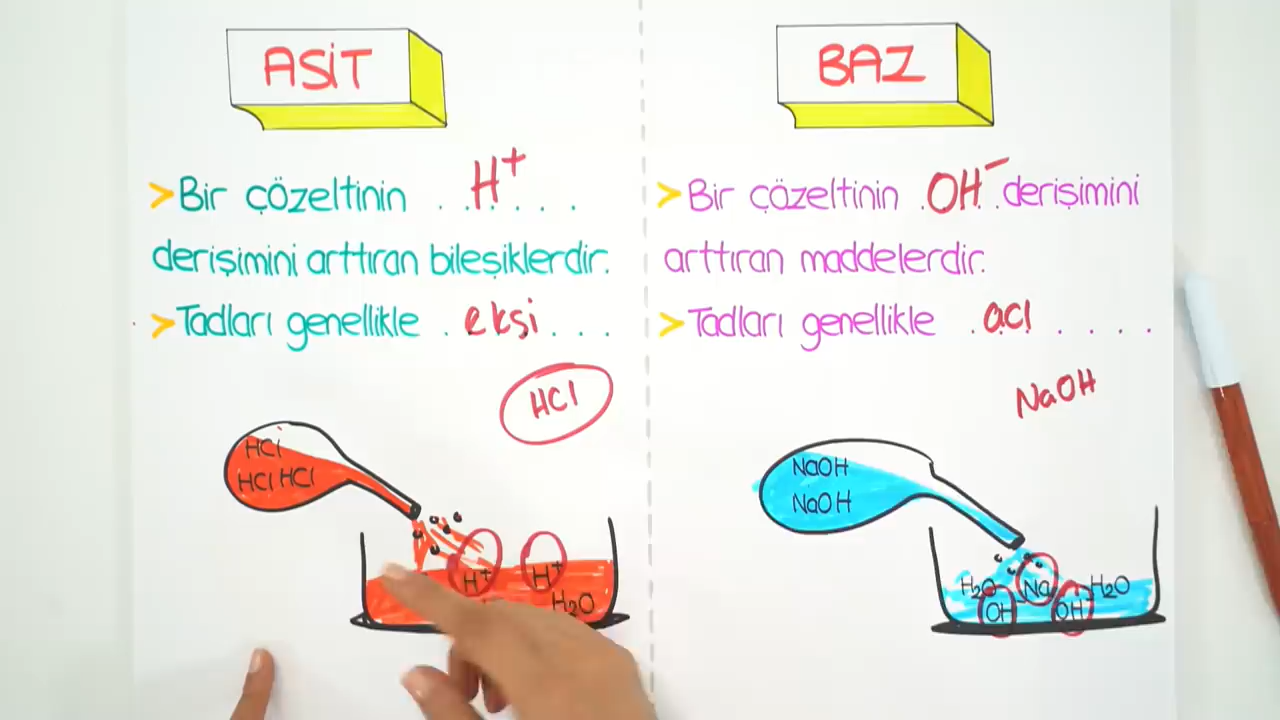 ASİT
> Bir çözeltinin . H⁺ . . .
derişimini arttıran bileşiklerdir.
> Tadları genellikle . ekşi . . .
HCl
HCl
HCl HCl
H⁺ H⁺
H₂O
BAZ
> Bir çözeltinin . OH⁻ . derişimini
arttıran maddelerdir.
> Tadları genellikle . acı . . . .
NaOH
NaOH
NaOH
H₂O Na H₂O
OH OH